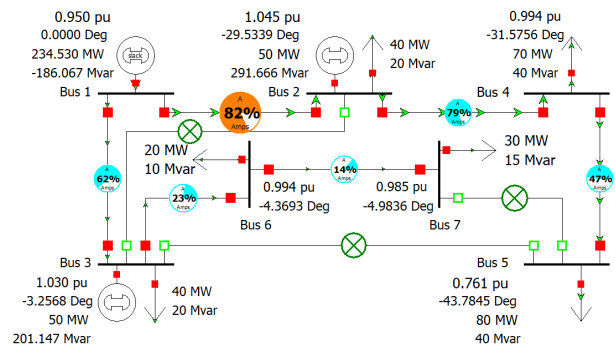 0.950 pu
0.0000 Deg
234.530 MW
-186.067 Mvar
slack
Bus 1
1.045 pu
-29.5339 Deg
50 MW
291.666 Mvar
Bus 2
40 MW
20 Mvar
0.994 pu
-31.5756 Deg
70 MW
40 Mvar
Bus 4
A
82%
Amps
A
79%
Amps
A
62%
Amps
20 MW
10 Mvar
A
23%
Amps
0.994 pu
-4.3693 Deg
Bus 6
A
14%
Amps
0.985 pu
-4.9836 Deg
Bus 7
30 MW
15 Mvar
A
47%
Amps
Bus 3
1.030 pu
-3.2568 Deg
50 MW
201.147 Mvar
40 MW
20 Mvar
Bus 5
0.761 pu
-43.7845 Deg
80 MW
40 Mvar